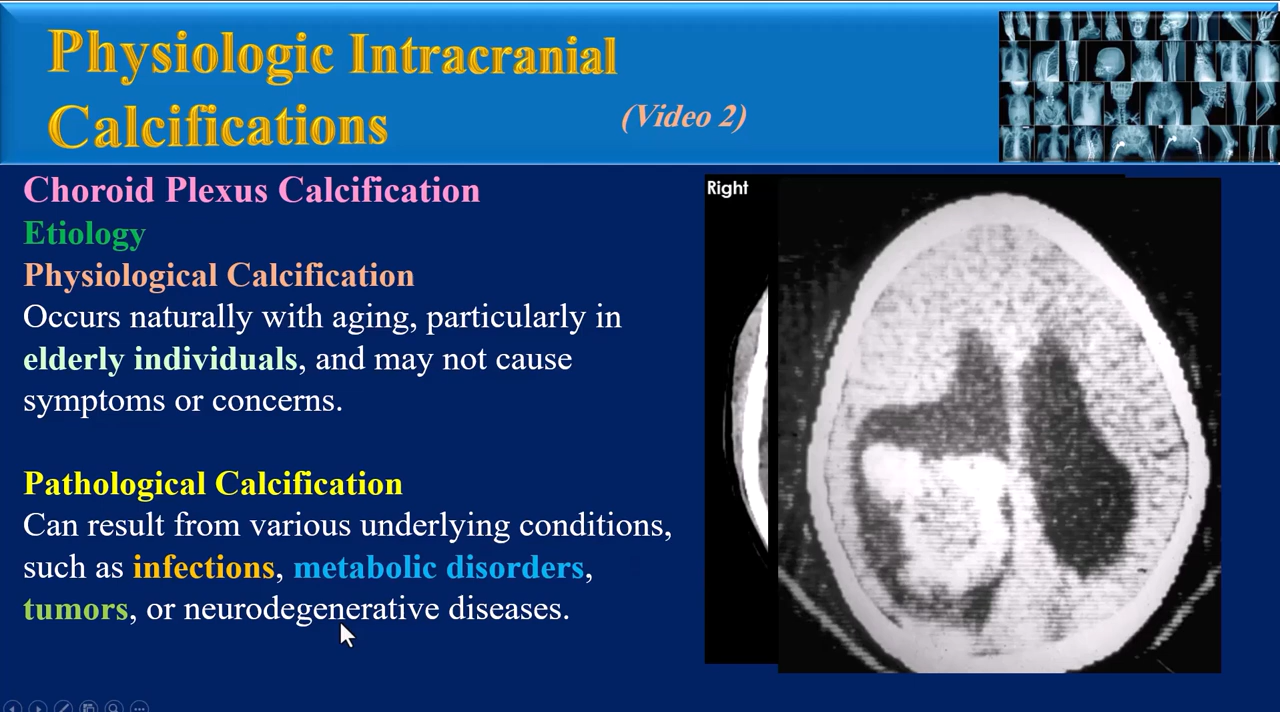 Physiologic Intracranial
Calcifications
(Video 2)
Choroid Plexus Calcification
Etiology
Physiological Calcification
Occurs naturally with aging, particularly in
elderly individuals, and may not cause
symptoms or concerns.
Pathological Calcification
Can result from various underlying conditions,
such as infections, metabolic disorders,
tumors, or neurodegenerative diseases.
Right